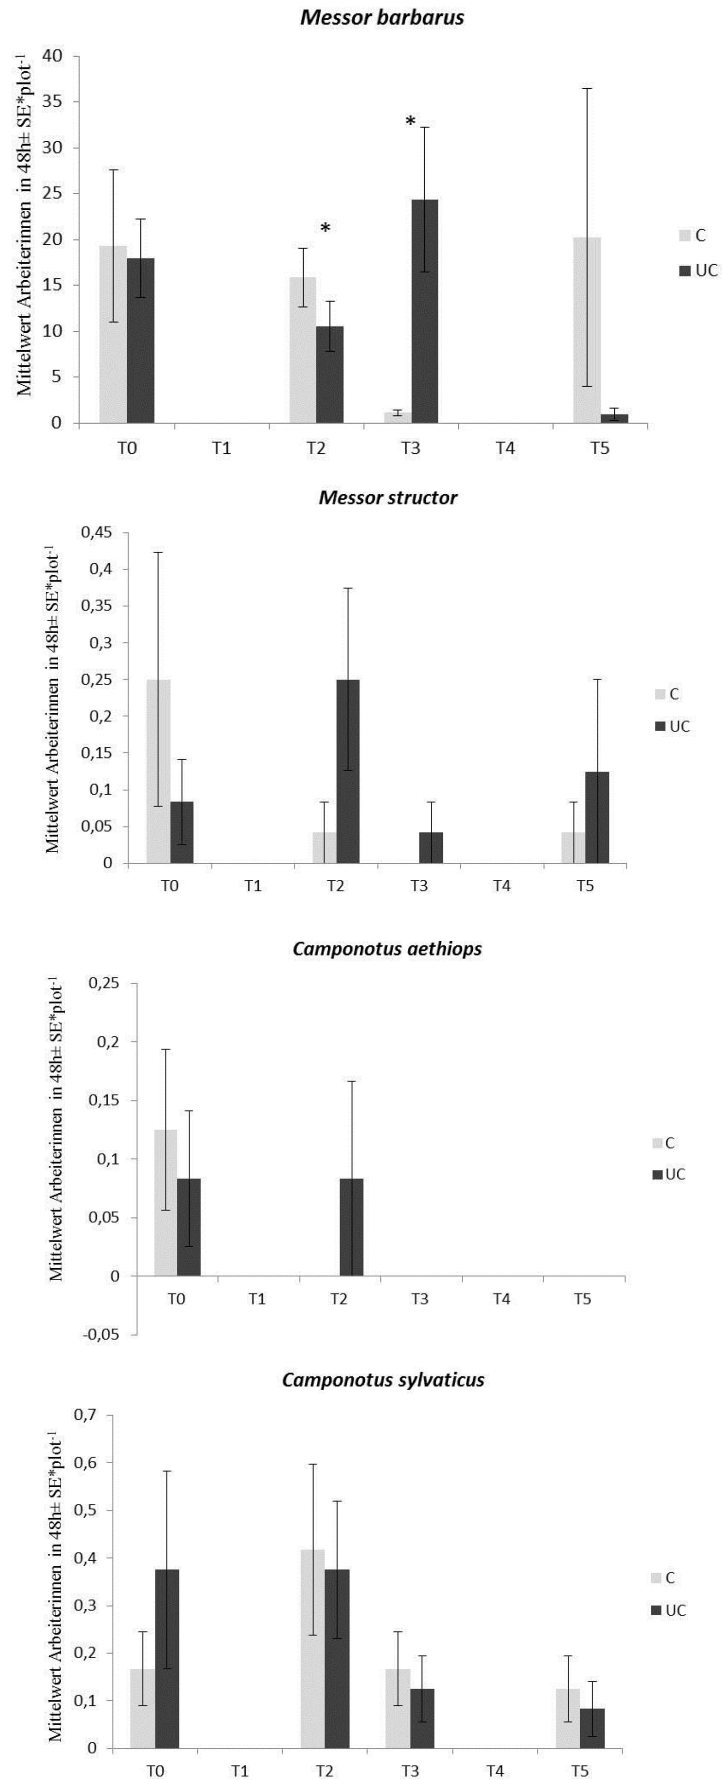 Messor barbarus
Mittelwert Arbeiterinnen in 48h± SE*plot-1
40
35
30
25
20
15
10
5
0
*
*
T0 T1 T2 T3 T4 T5
C
UC
Messor structor
Mittelwert Arbeiterinnen in 48h± SE*plot-1
0,45
0,4
0,35
0,3
0,25
0,2
0,15
0,1
0,05
0
T0 T1 T2 T3 T4 T5
C
UC
Camponotus aethiops
Mittelwert Arbeiterinnen in 48h± SE*plot-1
0,25
0,2
0,15
0,1
0,05
0
-0,05
T0 T1 T2 T3 T4 T5
C
UC
Camponotus sylvaticus
Mittelwert Arbeiterinnen in 48h± SE*plot-1
0,7
0,6
0,5
0,4
0,3
0,2
0,1
0
T0 T1 T2 T3 T4 T5
C
UC